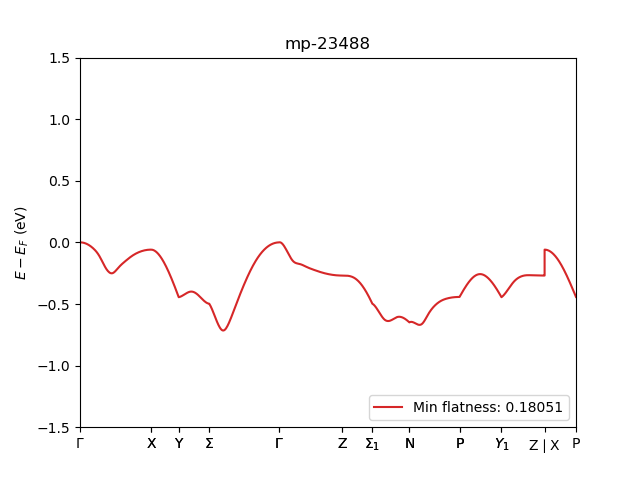 mp-23488
1.5
1.0
0.5
0.0
−0.5
−1.0
−1.5
E − E_F (eV)
Min flatness: 0.18051
Γ X Y Σ Γ Z Σ₁ N P Y₁ Z | X P